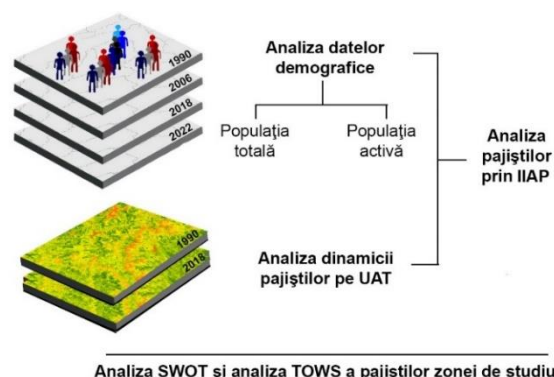 1990
2006
2018
2022
Analiza datelor
demografice
Populaţia
totală
Populaţia
activă
Analiza
pajiştilor
prin IIAP
1990
2018
Analiza dinamicii
pajiştilor pe UAT
Analiza SWOT şi analiza TOWS a pajiştilor zonei de studiu